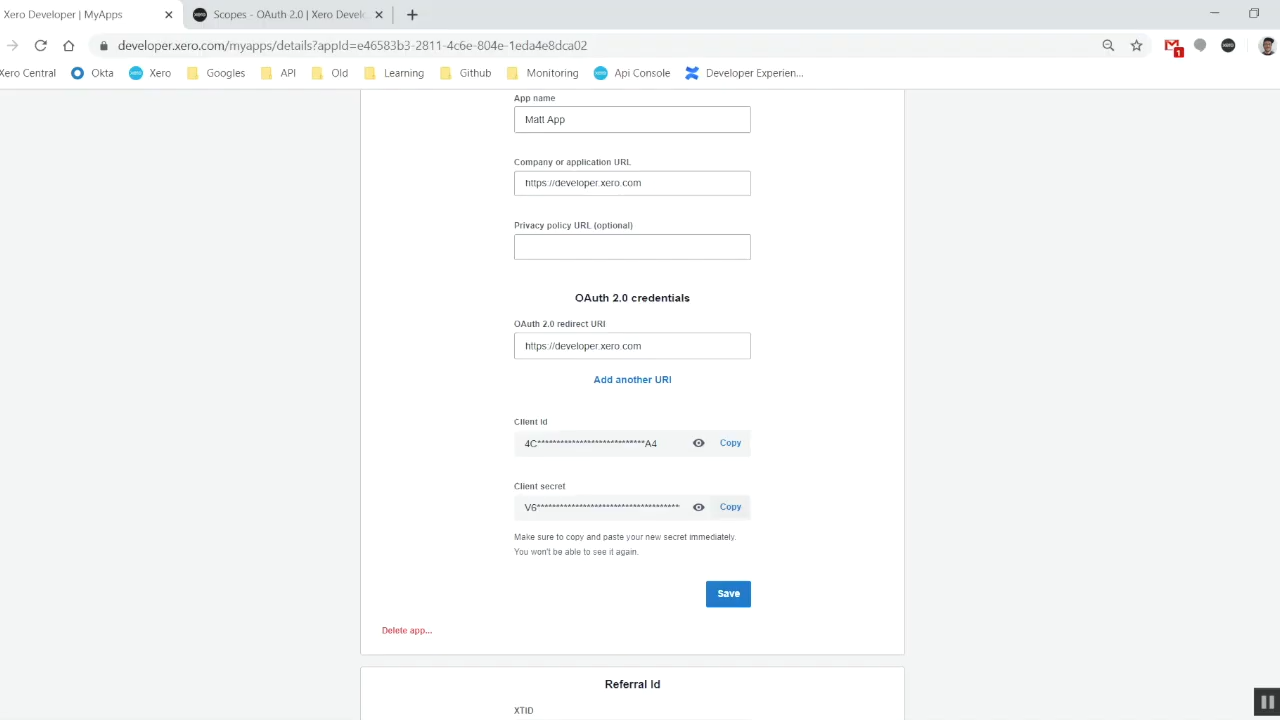 Xero Developer | MyApps
Scopes - OAuth 2.0 | Xero Devel
developer.xero.com/myapps/details?appId=e46583b3-2811-4c6e-804e-1eda4e8dca02
1
Xero Central Okta Xero Googles API Old Learning Github Monitoring Api Console Developer Experien...
App name
Matt App
Company or application URL
https://developer.xero.com
Privacy policy URL (optional)
OAuth 2.0 credentials
OAuth 2.0 redirect URI
https://developer.xero.com
Add another URI
Client id
4C****************************A4 Copy
Client secret
V6************************************* Copy
Make sure to copy and paste your new secret immediately.
You won't be able to see it again.
Save
Delete app...
Referral Id
XTID